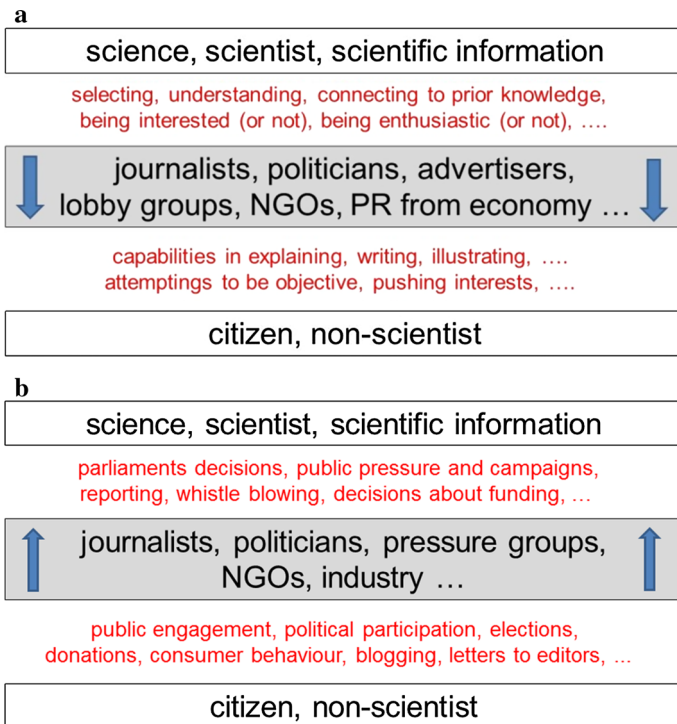 a
science, scientist, scientific information
selecting, understanding, connecting to prior knowledge,
being interested (or not), being enthusiastic (or not), ....
journalists, politicians, advertisers,
lobby groups, NGOs, PR from economy ...
capabilities in explaining, writing, illustrating, ....
attemptings to be objective, pushing interests, ....
citizen, non-scientist
b
science, scientist, scientific information
parliaments decisions, public pressure and campaigns,
reporting, whistle blowing, decisions about funding, ...
journalists, politicians, pressure groups,
NGOs, industry ...
public engagement, political participation, elections,
donations, consumer behaviour, blogging, letters to editors, ...
citizen, non-scientist